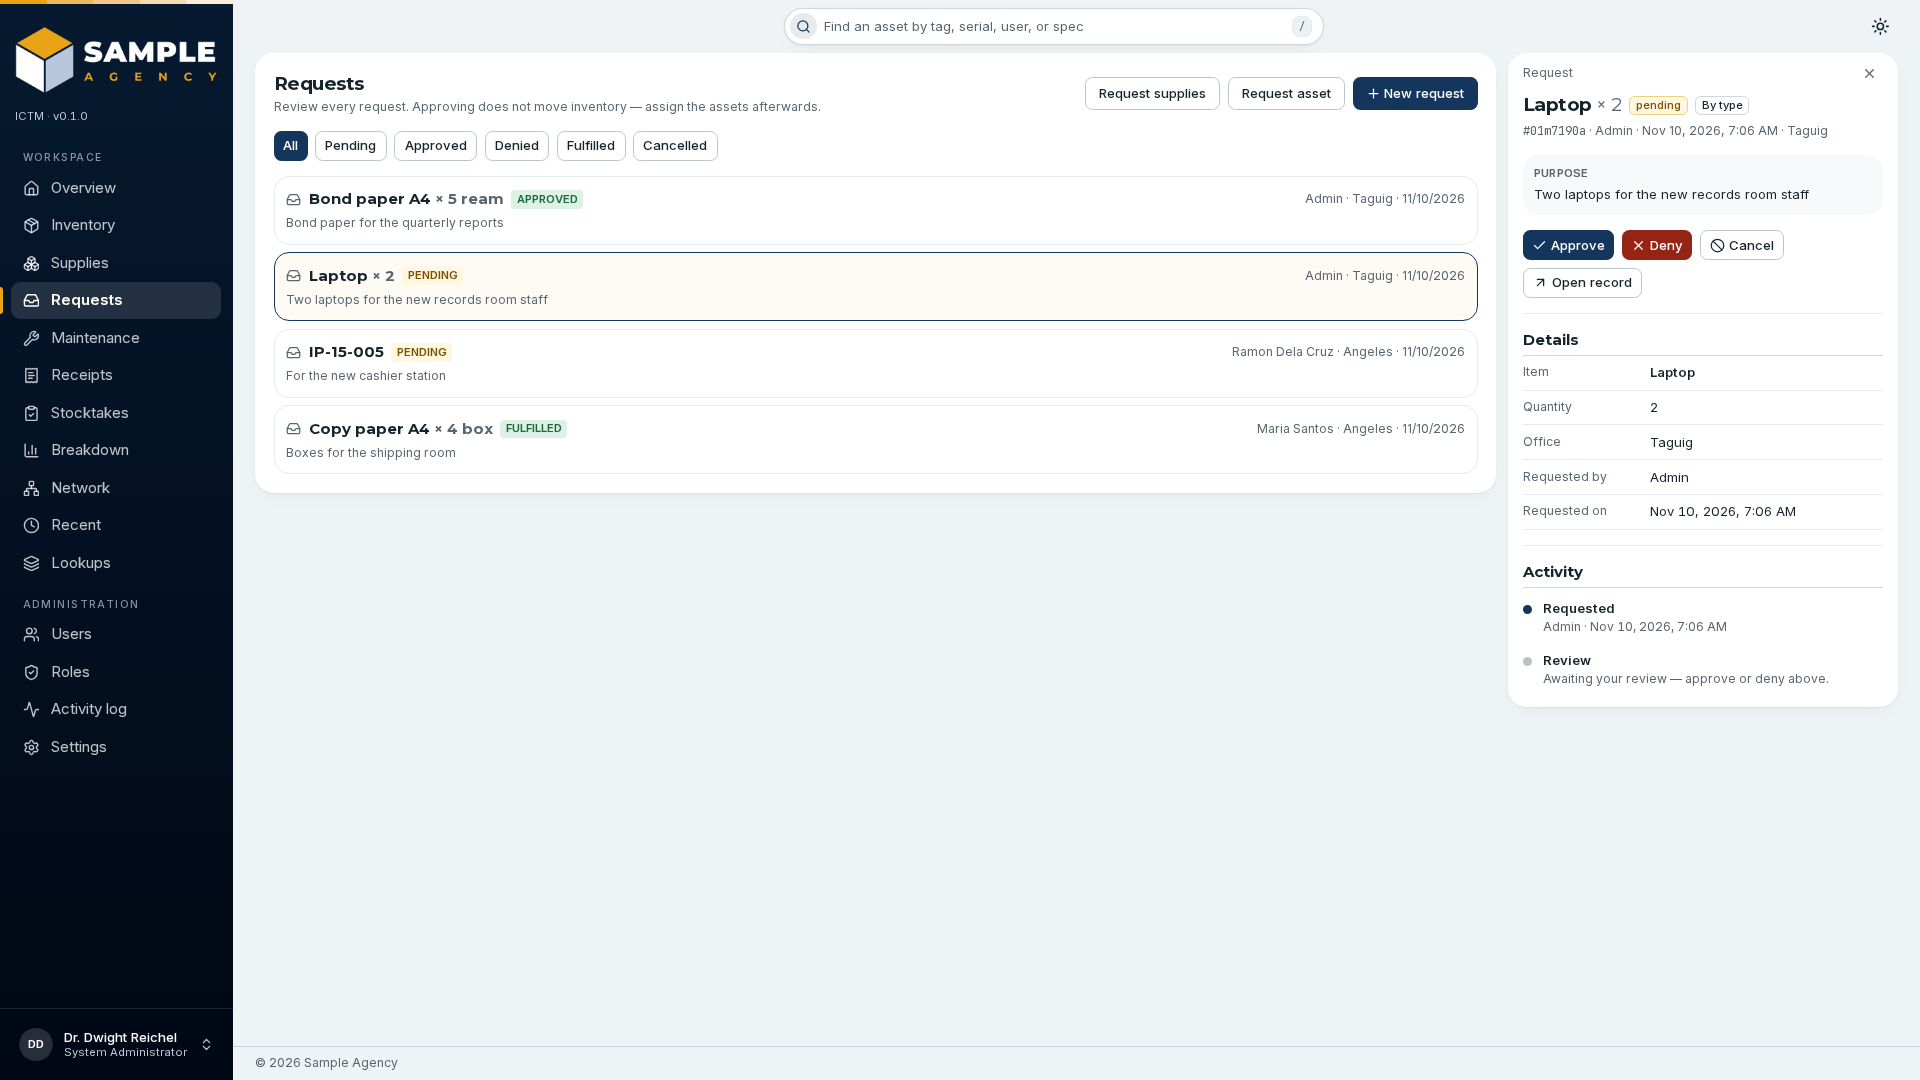 SAMPLE
AGENCY
ICTM · v0.1.0
WORKSPACE
Overview
Inventory
Supplies
Requests
Maintenance
Receipts
Stocktakes
Breakdown
Network
Recent
Lookups
ADMINISTRATION
Users
Roles
Activity log
Settings
DD
Dr. Dwight Reichel
System Administrator
Find an asset by tag, serial, user, or spec
/
Requests
Review every request. Approving does not move inventory — assign the assets afterwards.
Request supplies
Request asset
New request
All
Pending
Approved
Denied
Fulfilled
Cancelled
Bond paper A4 × 5 ream APPROVED
Admin · Taguig · 11/10/2026
Bond paper for the quarterly reports
Laptop × 2 PENDING
Admin · Taguig · 11/10/2026
Two laptops for the new records room staff
IP-15-005 PENDING
Ramon Dela Cruz · Angeles · 11/10/2026
For the new cashier station
Copy paper A4 × 4 box FULFILLED
Maria Santos · Angeles · 11/10/2026
Boxes for the shipping room
Request
Laptop × 2 pending By type
#01m7190a · Admin · Nov 10, 2026, 7:06 AM · Taguig
PURPOSE
Two laptops for the new records room staff
Approve
Deny
Cancel
Open record
Details
Item Laptop
Quantity 2
Office Taguig
Requested by Admin
Requested on Nov 10, 2026, 7:06 AM
Activity
Requested
Admin · Nov 10, 2026, 7:06 AM
Review
Awaiting your review — approve or deny above.
© 2026 Sample Agency